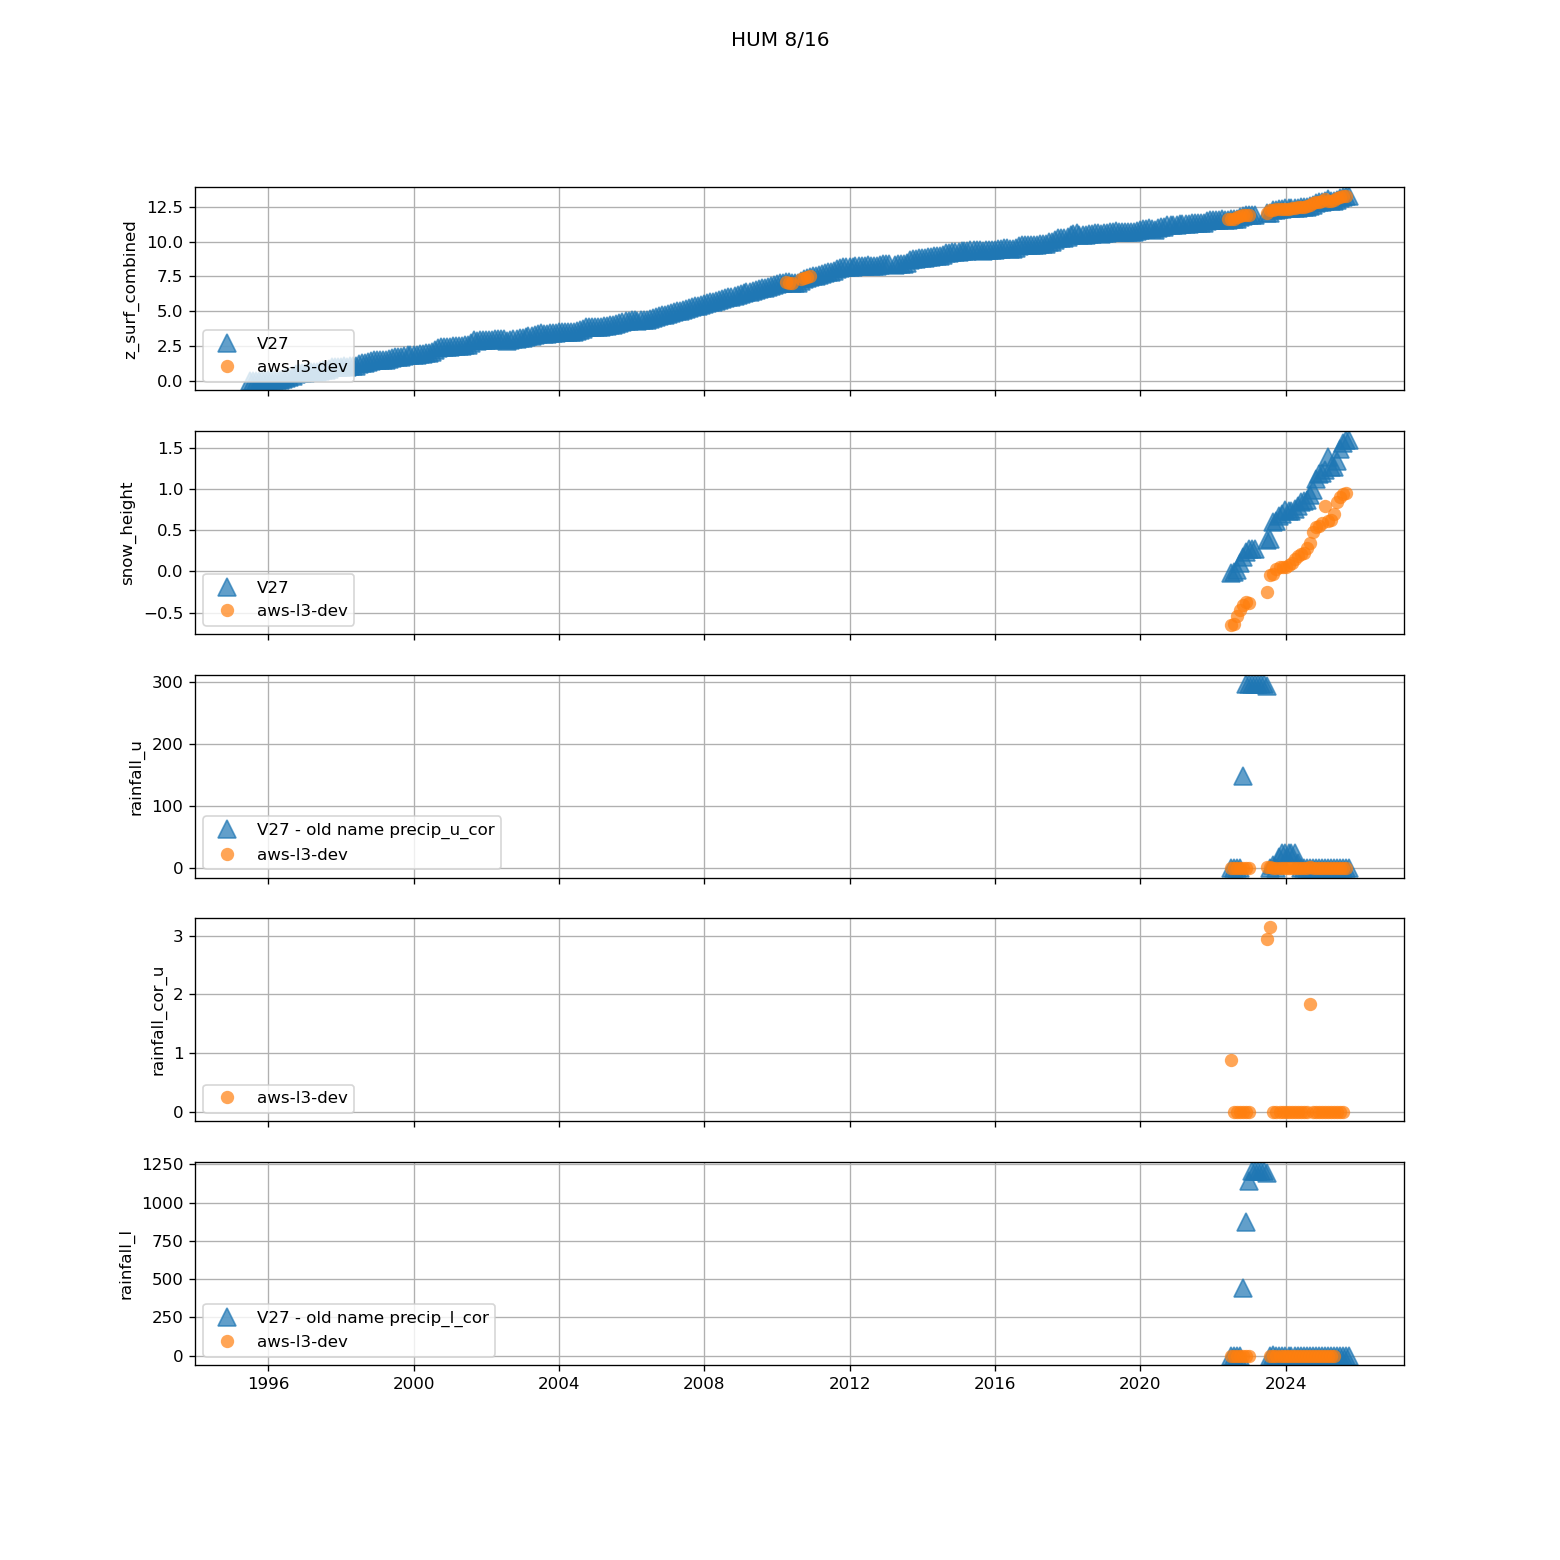 HUM 8/16
12.5
10.0
7.5
5.0
2.5
0.0
z_surf_combined
V27
aws-l3-dev
1.5
1.0
0.5
0.0
−0.5
snow_height
V27
aws-l3-dev
300
200
100
0
rainfall_u
V27 - old name precip_u_cor
aws-l3-dev
3
2
1
0
rainfall_cor_u
aws-l3-dev
1250
1000
750
500
250
0
rainfall_l
V27 - old name precip_l_cor
aws-l3-dev
1996 2000 2004 2008 2012 2016 2020 2024